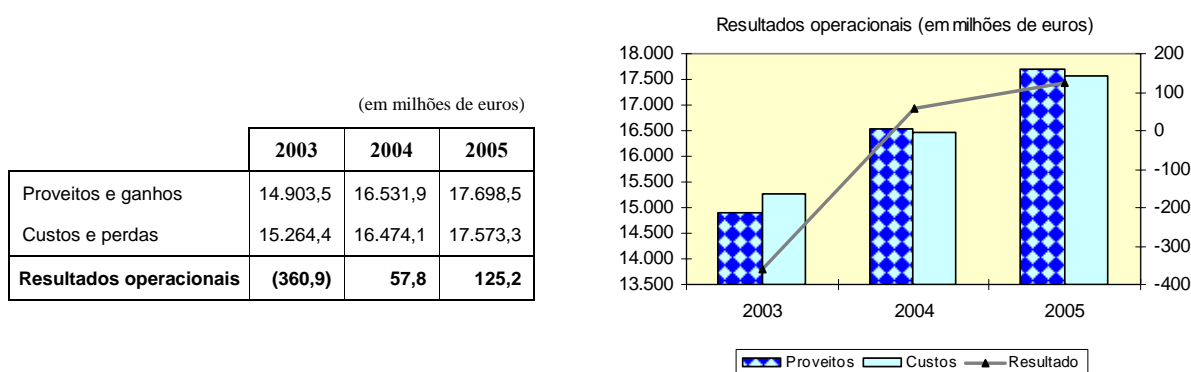 (em milhões de euros)
2003 2004 2005
Proveitos e ganhos 14.903,5 16.531,9 17.698,5
Custos e perdas 15.264,4 16.474,1 17.573,3
Resultados operacionais (360,9) 57,8 125,2
Resultados operacionais (em milhões de euros)
18.000 200
17.500 100
17.000
16.500 0
16.000
15.500 -100
15.000 -200
14.500
14.000 -300
13.500 -400
2003 2004 2005
Proveitos Custos Resultado